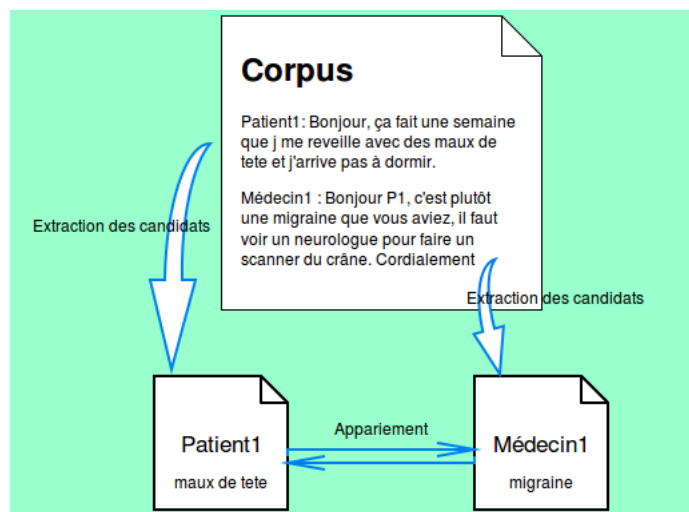 Corpus
Patient1: Bonjour, ça fait une semaine
que j me reveille avec des maux de
tete et j'arrive pas à dormir.
Médecin1 : Bonjour P1, c'est plutôt
une migraine que vous aviez, il faut
voir un neurologue pour faire un
scanner du crâne. Cordialement
Extraction des candidats
Extraction des candidats
Appariement
Patient1
maux de tete
Médecin1
migraine